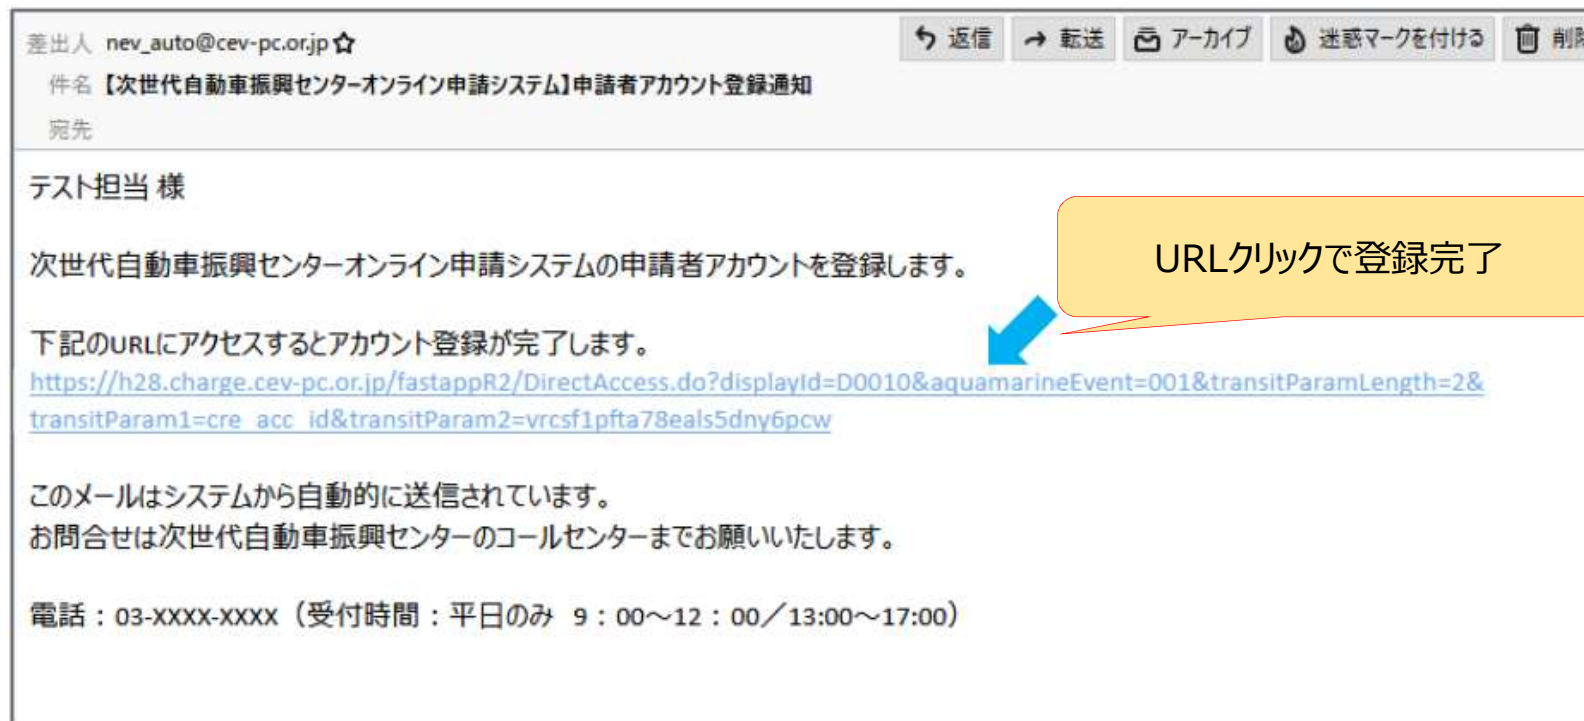 差出人 nev_auto@cev-pc.or.jp
返信 転送 アーカイブ 迷惑マークを付ける 削除
件名 【次世代自動車振興センターオンライン申請システム】申請者アカウント登録通知
宛先
テスト担当 様
次世代自動車振興センターオンライン申請システムの申請者アカウントを登録します。
URLクリックで登録完了
下記のURLにアクセスするとアカウント登録が完了します。
https://h28.charge.cev-pc.or.jp/fastappR2/DirectAccess.do?displayId=D0010&aquamarineEvent=001&transitParamLength=2&
transitParam1=cre_acc_id&transitParam2=vrcsf1pfta78eals5dny6pcw
このメールはシステムから自動的に送信されています。
お問合せは次世代自動車振興センターのコールセンターまでお願いいたします。
電話：03-XXXX-XXXX（受付時間：平日のみ 9：00～12：00／13:00～17:00）